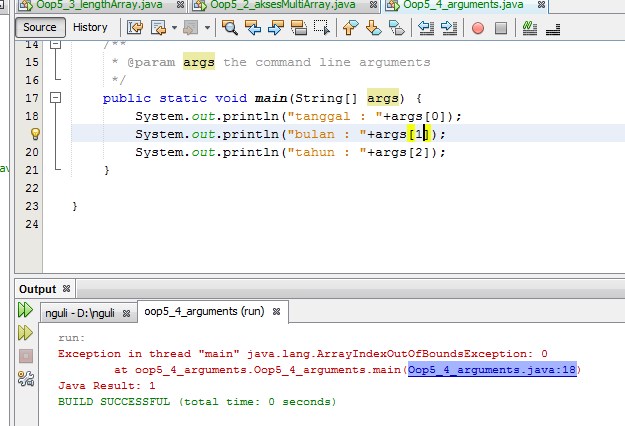 Oop5_3_lengthArray.java Oop5_2_aksesMultiArray.java Oop5_4_arguments.java
Source History
14 /**
15 * @param args the command line arguments
16 */
17 public static void main(String[] args) {
18 System.out.println("tanggal : "+args[0]);
System.out.println("bulan : "+args[1]);
20 System.out.println("tahun : "+args[2]);
21 }
22
23 }
24
Output
nguli - D:\nguli oop5_4_arguments (run)
run:
Exception in thread "main" java.lang.ArrayIndexOutOfBoundsException: 0
at oop5_4_arguments.Oop5_4_arguments.main(Oop5_4_arguments.java:18)
Java Result: 1
BUILD SUCCESSFUL (total time: 0 seconds)